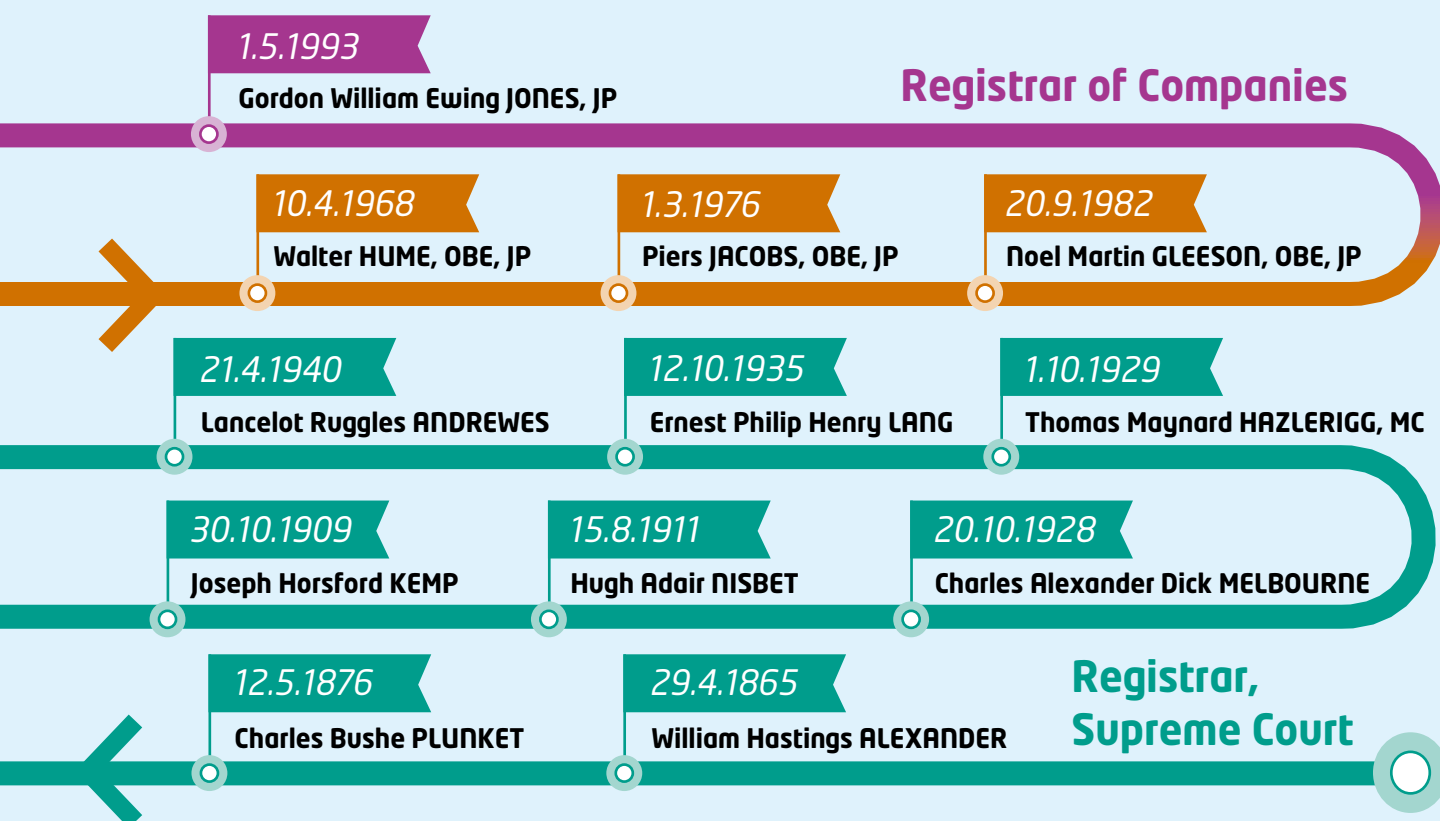 1.5.1993
Gordon William Ewing JONES, JP
Registrar of Companies
10.4.1968
Walter HUME, OBE, JP
1.3.1976
Piers JACOBS, OBE, JP
20.9.1982
Noel Martin GLEESON, OBE, JP
21.4.1940
Lancelot Ruggles ANDREWES
12.10.1935
Ernest Philip Henry LANG
1.10.1929
Thomas Maynard HAZLERIGG, MC
30.10.1909
Joseph Horsford KEMP
15.8.1911
Hugh Adair NISBET
20.10.1928
Charles Alexander Dick MELBOURNE
12.5.1876
Charles Bushe PLUNKET
29.4.1865
William Hastings ALEXANDER
Registrar,
Supreme Court